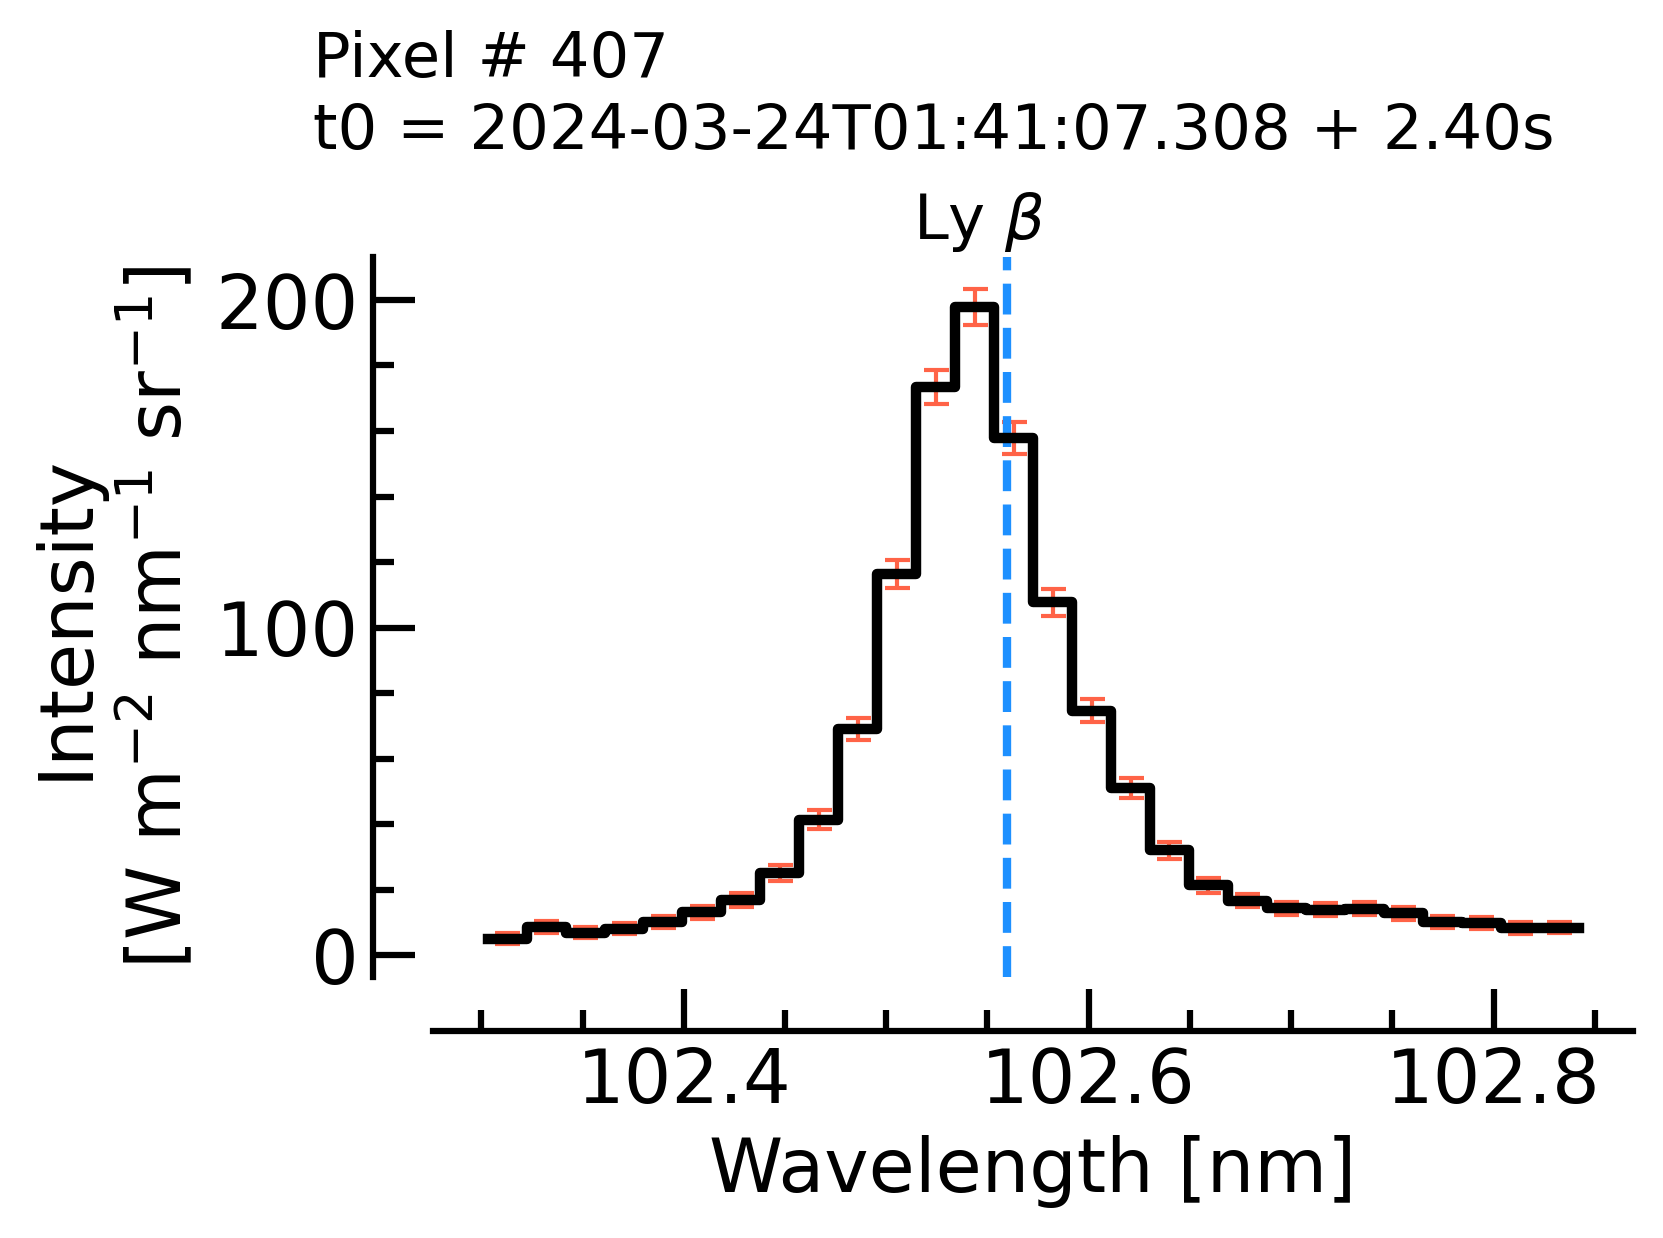 Pixel # 407
t0 = 2024-03-24T01:41:07.308 + 2.40s
Ly β
Intensity
[W m⁻² nm⁻¹ sr⁻¹]
200
100
0
102.4 102.6 102.8
Wavelength [nm]